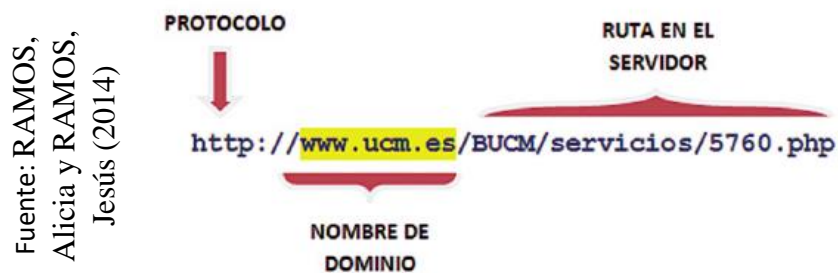 Fuente: RAMOS,
Alicia y RAMOS,
Jesús (2014)
PROTOCOLO
RUTA EN EL
SERVIDOR
http://www.ucm.es/BUCM/servicios/5760.php
NOMBRE DE
DOMINIO